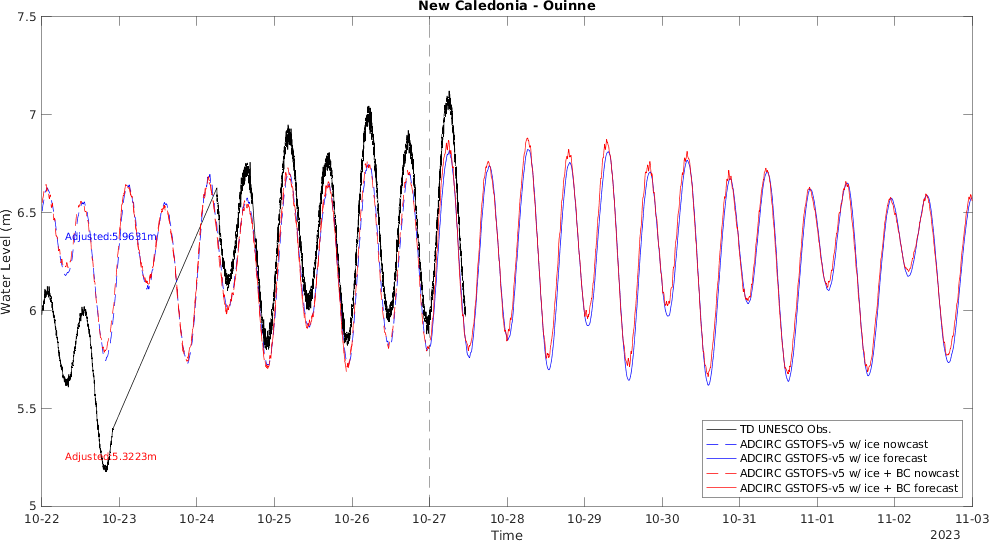 New Caledonia - Ouinne
Water Level (m)
7.5
7
6.5
6
5.5
5
Adjusted:5.9631m
Adjusted:5.3223m
TD UNESCO Obs.
ADCIRC GSTOFS-v5 w/ ice nowcast
ADCIRC GSTOFS-v5 w/ ice forecast
ADCIRC GSTOFS-v5 w/ ice + BC nowcast
ADCIRC GSTOFS-v5 w/ ice + BC forecast
10-22 10-23 10-24 10-25 10-26 10-27 10-28 10-29 10-30 10-31 11-01 11-02 11-03
Time
2023